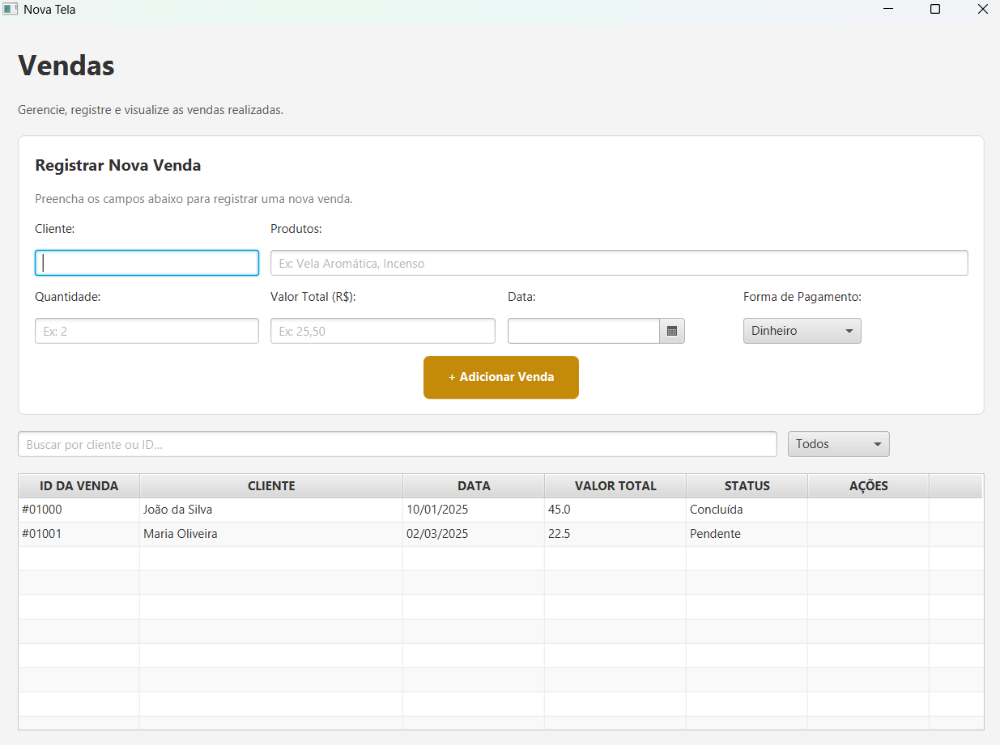 Nova Tela
Vendas
Gerencie, registre e visualize as vendas realizadas.
Registrar Nova Venda
Preencha os campos abaixo para registrar uma nova venda.
Cliente: Produtos:
Ex: Vela Aromática, Incenso
Quantidade: Valor Total (R$): Data: Forma de Pagamento:
Ex: 2 Ex: 25,50 Dinheiro
+ Adicionar Venda
Buscar por cliente ou ID... Todos
ID DA VENDA CLIENTE DATA VALOR TOTAL STATUS AÇÕES
#01000 João da Silva 10/01/2025 45.0 Concluída
#01001 Maria Oliveira 02/03/2025 22.5 Pendente